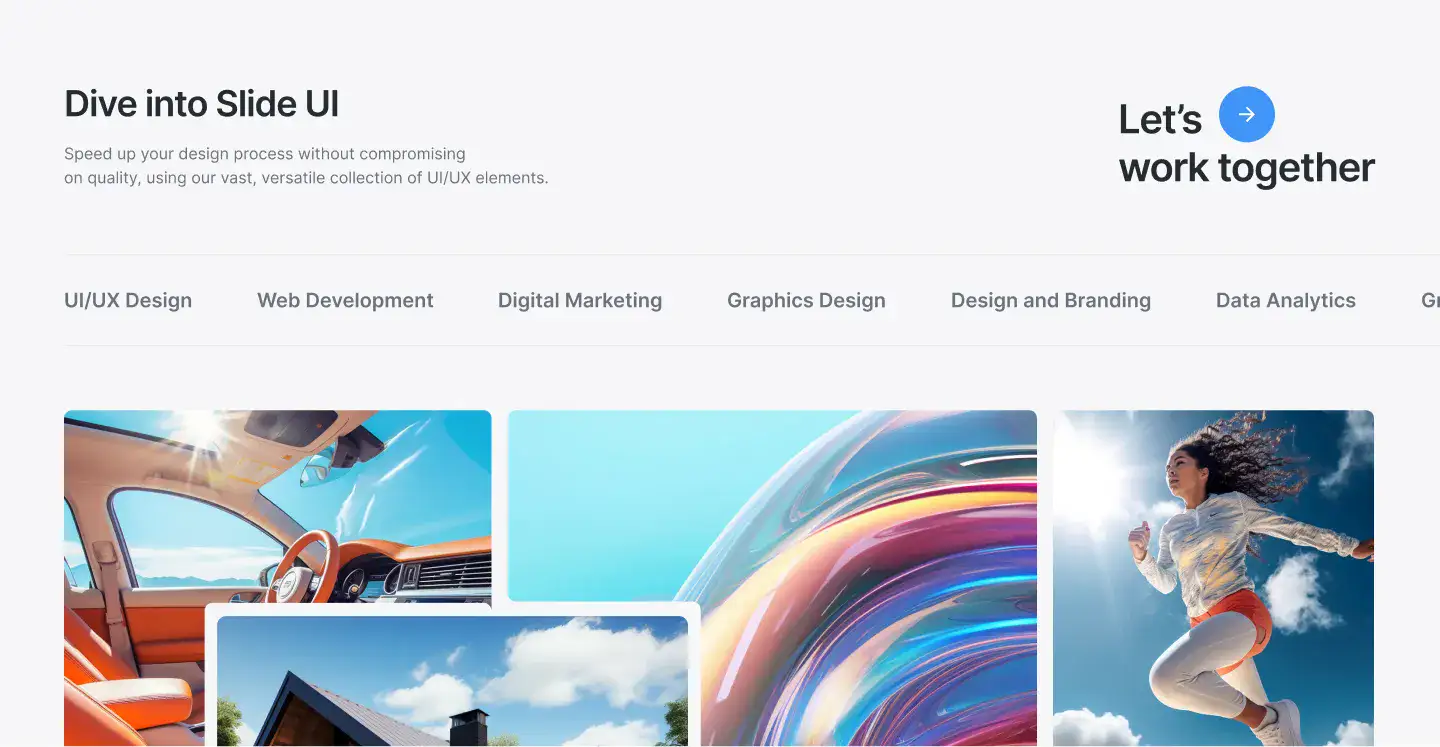 Dive into Slide UI
Speed up your design process without compromising
on quality, using our vast, versatile collection of UI/UX elements.
Let’s
work together
UI/UX Design Web Development Digital Marketing Graphics Design Design and Branding Data Analytics Gr